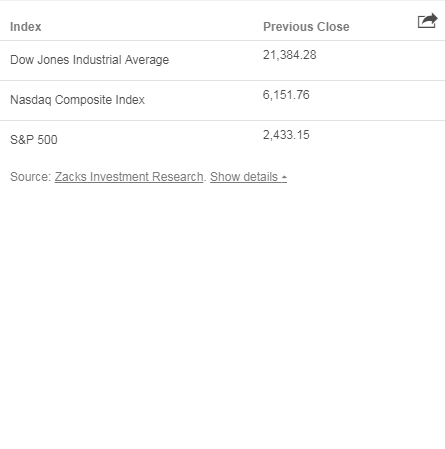 Index Previous Close
Dow Jones Industrial Average 21,384.28
Nasdaq Composite Index 6,151.76
S&P 500 2,433.15
Source: Zacks Investment Research. Show details